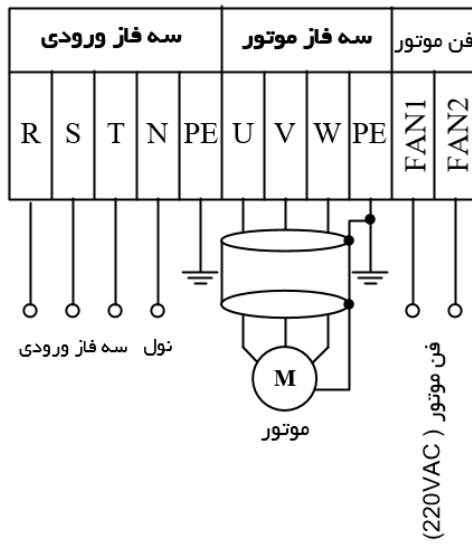 سه فاز ورودی
سه فاز موتور
فن موتور
R S T N PE U V W PE FAN1 FAN2
سه فاز ورودی
نول
M
موتور
فن موتور ( 220VAC)